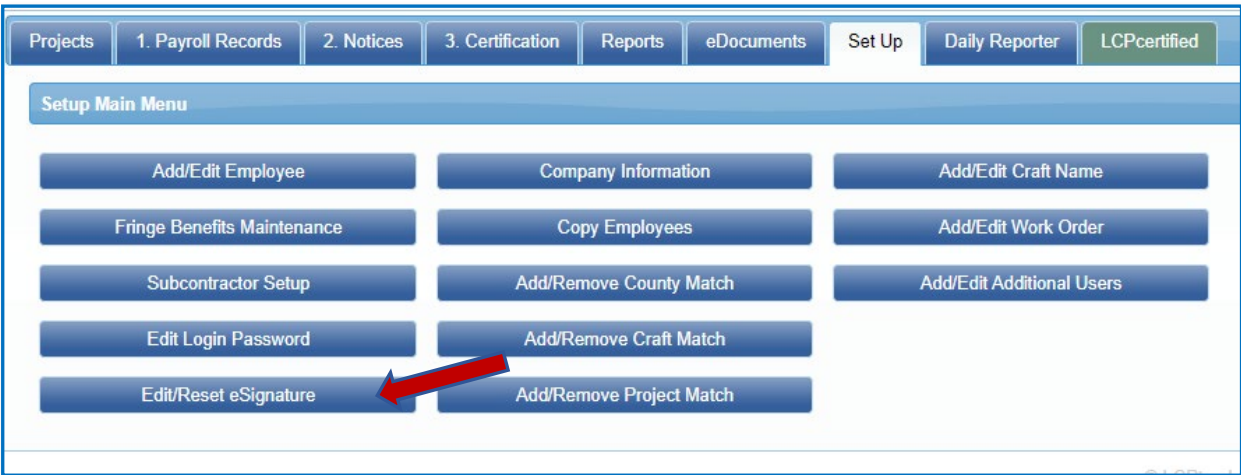 Projects 1. Payroll Records 2. Notices 3. Certification Reports eDocuments Set Up Daily Reporter LCPcertified
Setup Main Menu
Add/Edit Employee Company Information Add/Edit Craft Name
Fringe Benefits Maintenance Copy Employees Add/Edit Work Order
Subcontractor Setup Add/Remove County Match Add/Edit Additional Users
Edit Login Password Add/Remove Craft Match
Edit/Reset eSignature Add/Remove Project Match